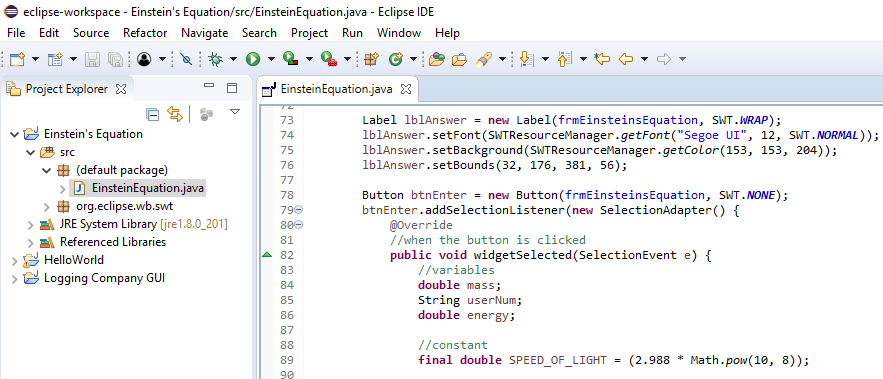 eclipse-workspace - Einstein's Equation/src/EinsteinEquation.java - Eclipse IDE
File Edit Source Refactor Navigate Search Project Run Window Help
Project Explorer
Einstein's Equation
src
(default package)
EinsteinEquation.java
org.eclipse.wb.swt
JRE System Library [jre1.8.0_201]
Referenced Libraries
HelloWorld
Logging Company GUI
EinsteinEquation.java
72
73 Label lblAnswer = new Label(frmEinsteinsEquation, SWT.WRAP);
74 lblAnswer.setFont(SWTResourceManager.getFont("Segoe UI", 12, SWT.NORMAL));
75 lblAnswer.setBackground(SWTResourceManager.getColor(153, 153, 204));
76 lblAnswer.setBounds(32, 176, 381, 56);
77
78 Button btnEnter = new Button(frmEinsteinsEquation, SWT.NONE);
79 btnEnter.addSelectionListener(new SelectionAdapter() {
80 @Override
81 //when the button is clicked
82 public void widgetSelected(SelectionEvent e) {
83 //variables
84 double mass;
85 String userNum;
86 double energy;
87
88 //constant
89 final double SPEED_OF_LIGHT = (2.988 * Math.pow(10, 8));
90